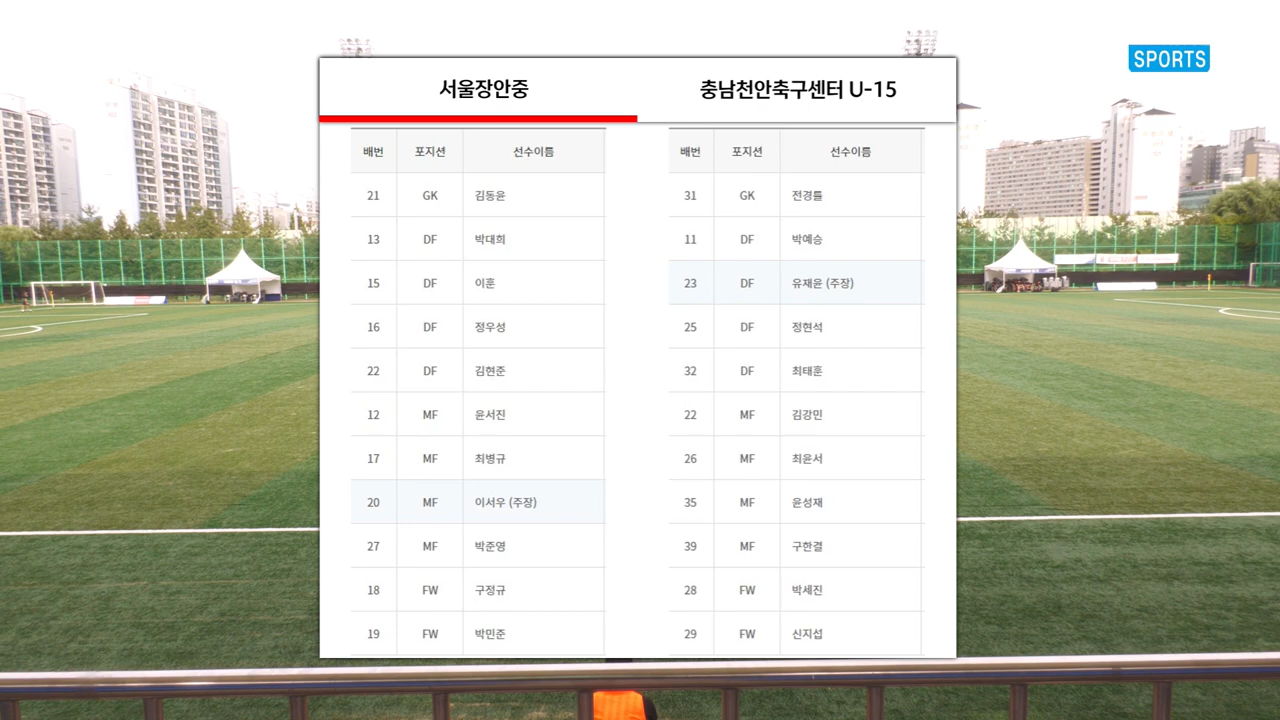 SPORTS
서울장안중 충남천안축구센터 U-15
배번 포지션 선수이름 배번 포지션 선수이름
21 GK 김동윤 31 GK 전경률
13 DF 박대희 11 DF 박예승
15 DF 이훈 23 DF 유재윤 (주장)
16 DF 정우성 25 DF 정현석
22 DF 김현준 32 DF 최태훈
12 MF 윤서진 22 MF 김강민
17 MF 최병규 26 MF 최윤서
20 MF 이서우 (주장) 35 MF 윤성재
27 MF 박준영 39 MF 구한결
18 FW 구정규 28 FW 박세진
19 FW 박민준 29 FW 신지섭